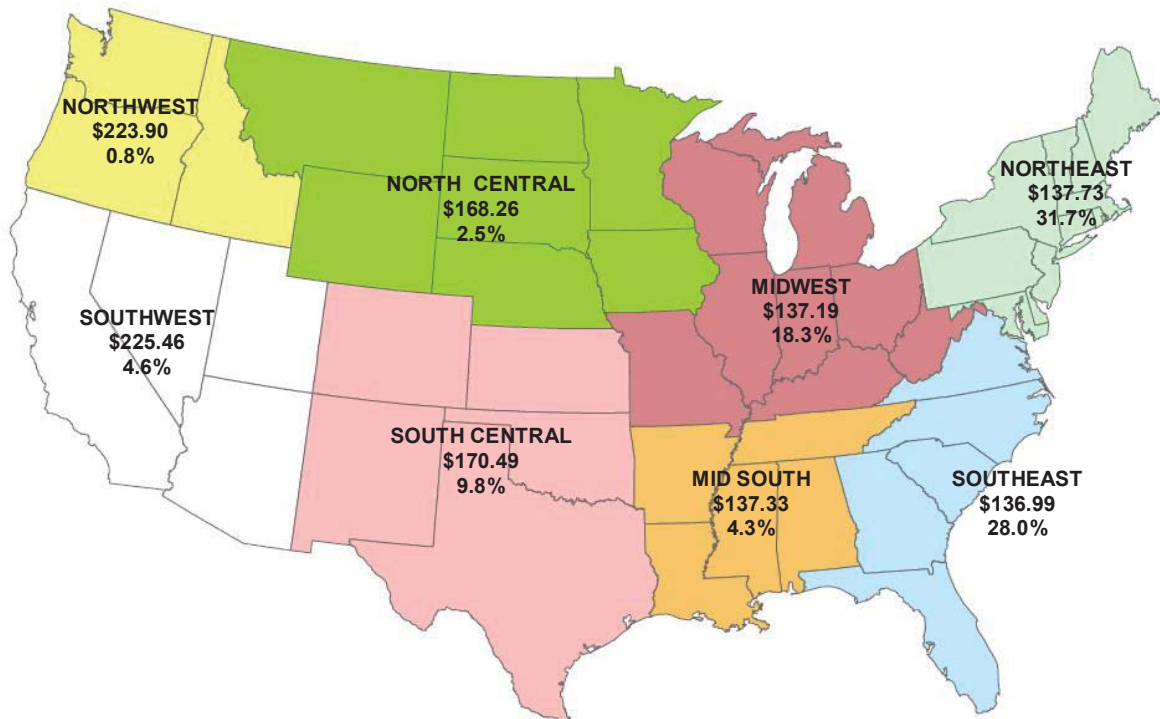 NORTHWEST
$223.90
0.8%
NORTH CENTRAL
$168.26
2.5%
NORTHEAST
$137.73
31.7%
SOUTHWEST
$225.46
4.6%
MIDWEST
$137.19
18.3%
SOUTH CENTRAL
$170.49
9.8%
MID SOUTH
$137.33
4.3%
SOUTHEAST
$136.99
28.0%